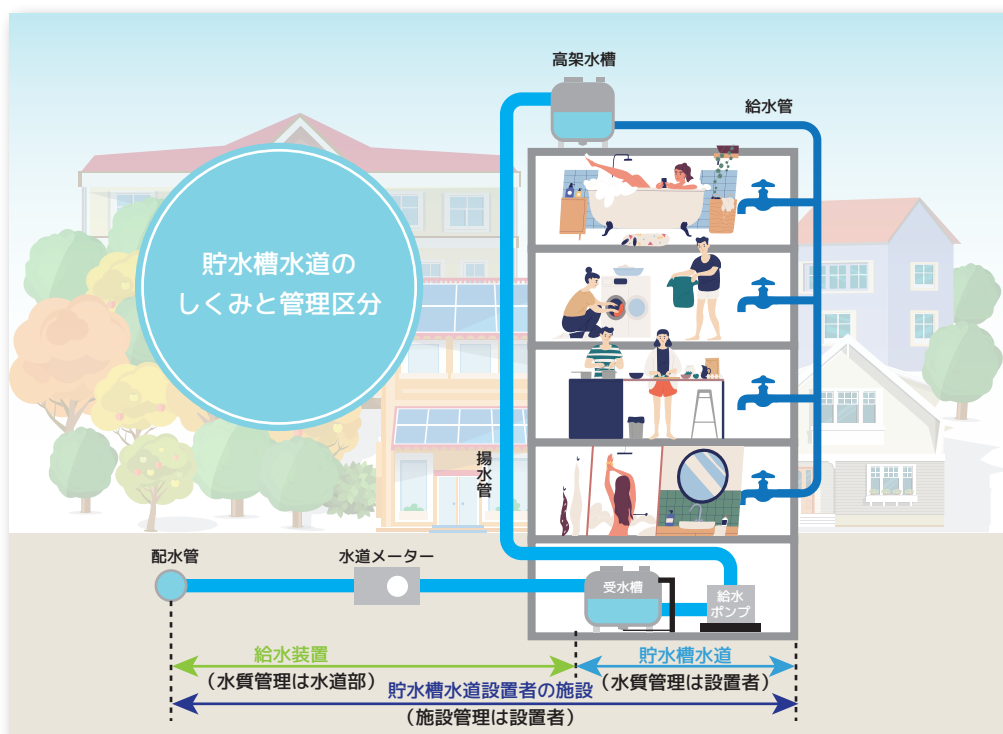 高架水槽
給水管
貯水槽水道の
しくみと管理区分
揚水管
配水管
水道メーター
受水槽
給水
ポンプ
給水装置
(水質管理は水道部)
貯水槽水道
(水質管理は設置者)
貯水槽水道設置者の施設
(施設管理は設置者)